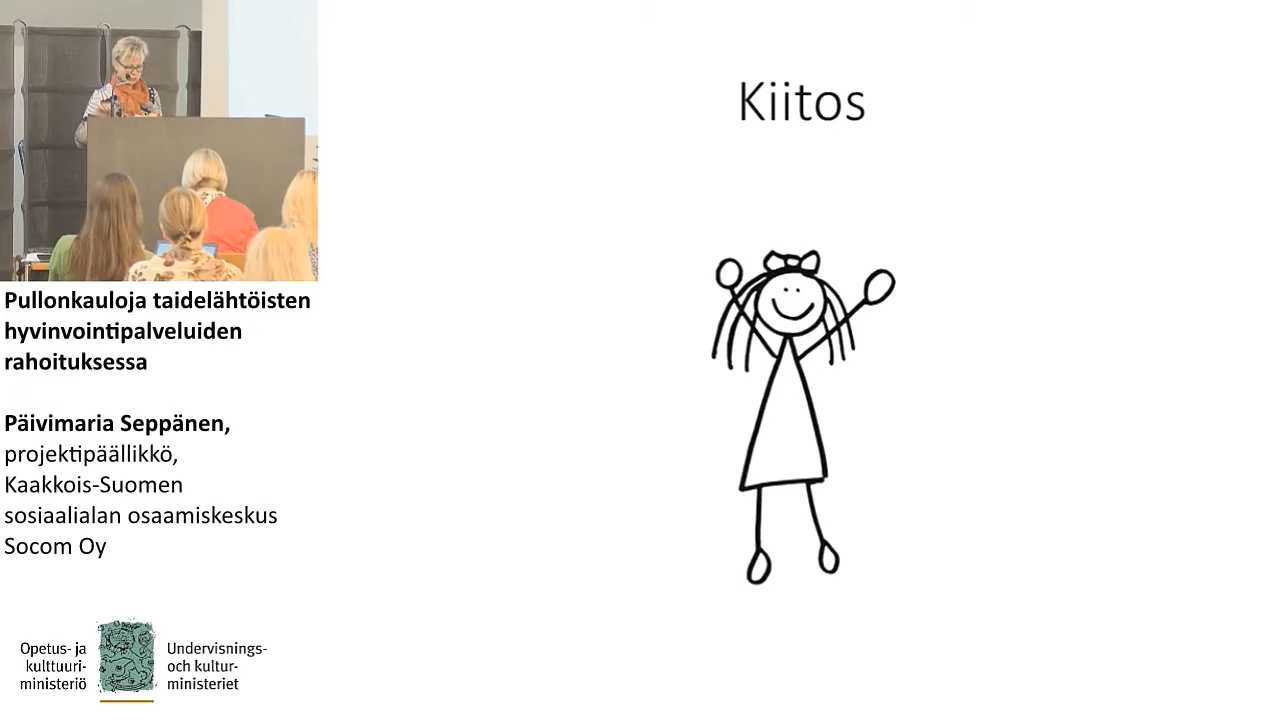 Kiitos
Pullonkauloja taidelähtöisten
hyvinvointipalveluiden
rahoituksessa
Päivimaria Seppänen,
projektipäällikkö,
Kaakkois-Suomen
sosiaalialan osaamiskeskus
Socom Oy
Opetus- ja
kulttuuri-
ministeriö
Undervisnings-
och kultur-
ministeriet